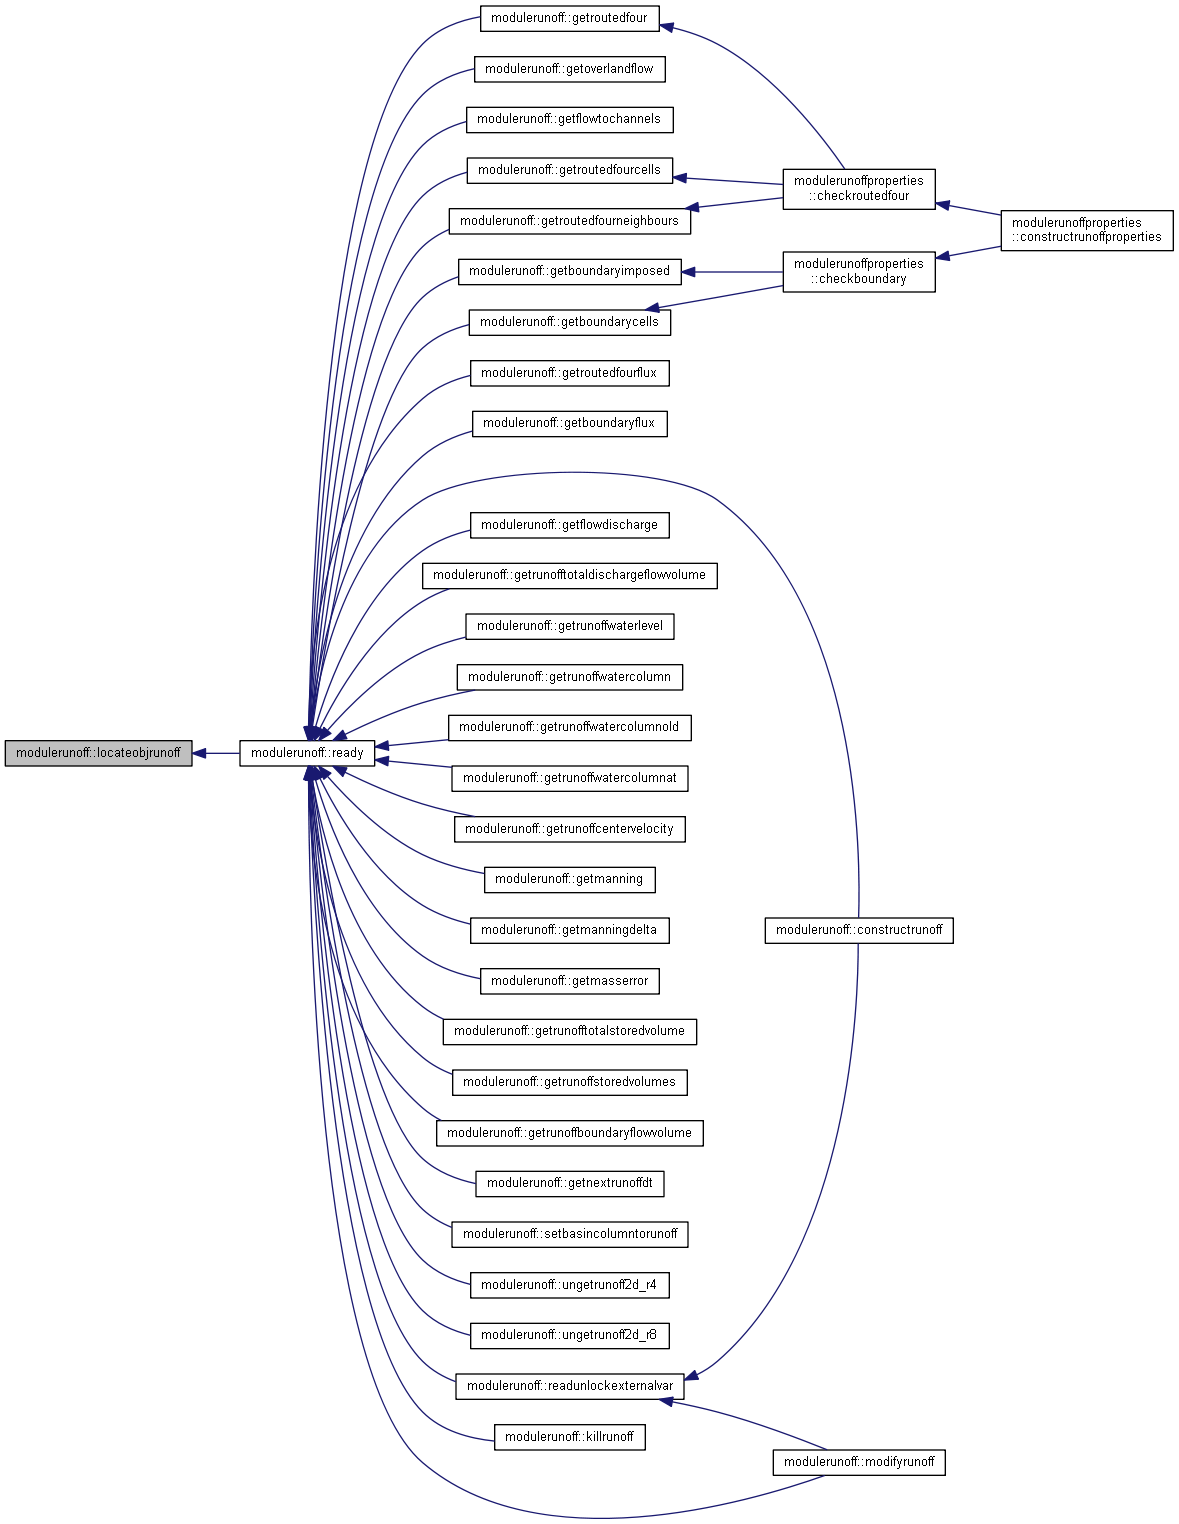 modulerunoff::getroutedfour
modulerunoff::getoverlandflow
modulerunoff::getflowtochannels
modulerunoff::getroutedfourcells
modulerunoffproperties
::checkroutedfour
modulerunoff::getroutedfourneighbours
modulerunoffproperties
::constructrunoffproperties
modulerunoff::getboundaryimposed
modulerunoffproperties
::checkboundary
modulerunoff::getboundarycells
modulerunoff::getroutedfourflux
modulerunoff::getboundaryflux
modulerunoff::getflowdischarge
modulerunoff::getrunofftotaldischargeflowvolume
modulerunoff::getrunoffwaterlevel
modulerunoff::getrunoffwatercolumn
modulerunoff::getrunoffwatercolumnold
modulerunoff::locateobjrunoff
modulerunoff::ready
modulerunoff::getrunoffwatercolumnat
modulerunoff::getrunoffcentervelocity
modulerunoff::getmanning
modulerunoff::getmanningdelta
modulerunoff::constructrunoff
modulerunoff::getmasserror
modulerunoff::getrunofftotalstoredvolume
modulerunoff::getrunoffstoredvolumes
modulerunoff::getrunoffboundaryflowvolume
modulerunoff::getnextrunoffdt
modulerunoff::setbasincolumntorunoff
modulerunoff::ungetrunoff2d_r4
modulerunoff::ungetrunoff2d_r8
modulerunoff::readunlockexternalvar
modulerunoff::killrunoff
modulerunoff::modifyrunoff